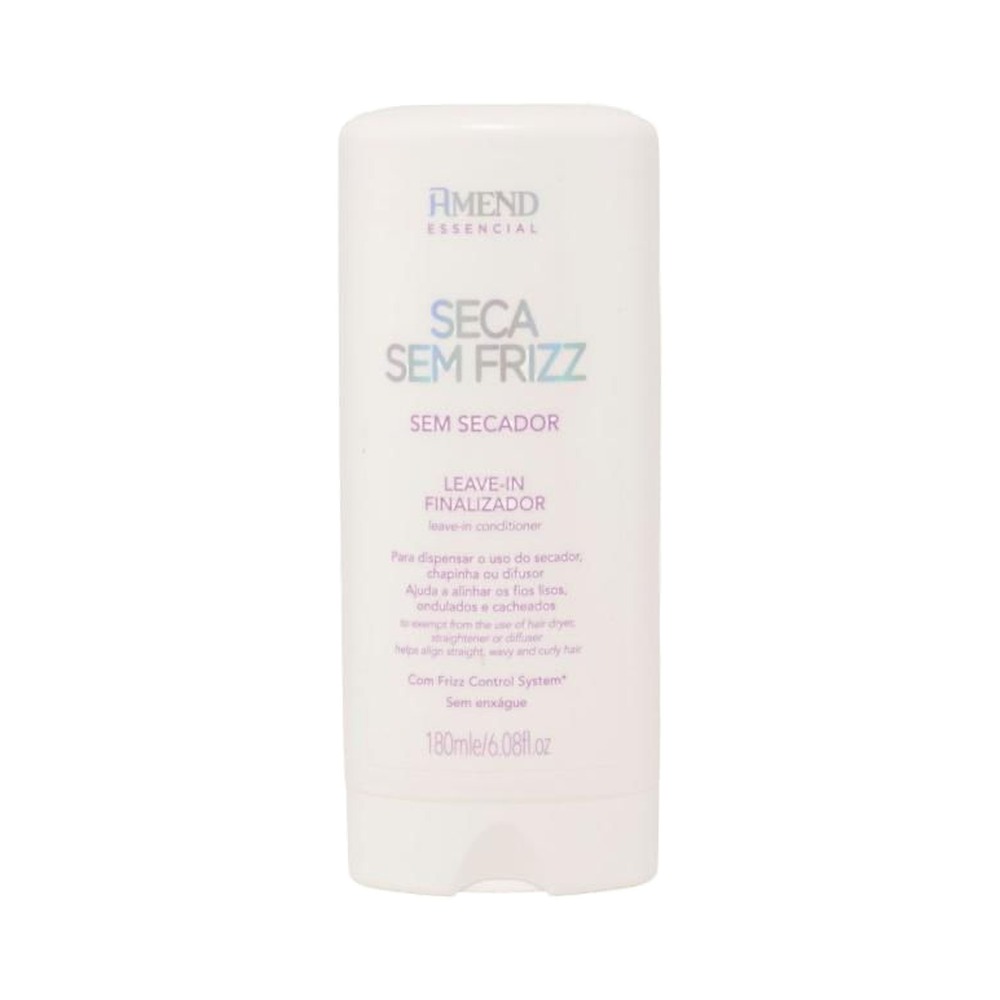 AMEND
ESSENCIAL
SECA
SEM FRIZZ
SEM SECADOR
LEAVE-IN
FINALIZADOR
leave-in conditioner
Para dispensar o uso do secador,
chapinha ou difusor
Ajuda a alinhar os fios lisos,
ondulados e cacheados
to exempt from the use of hair dryer,
straightener or diffuser
helps align straight, wavy and curly hair
Com Frizz Control System*
Sem enxágue
180mle/6.08fl.oz